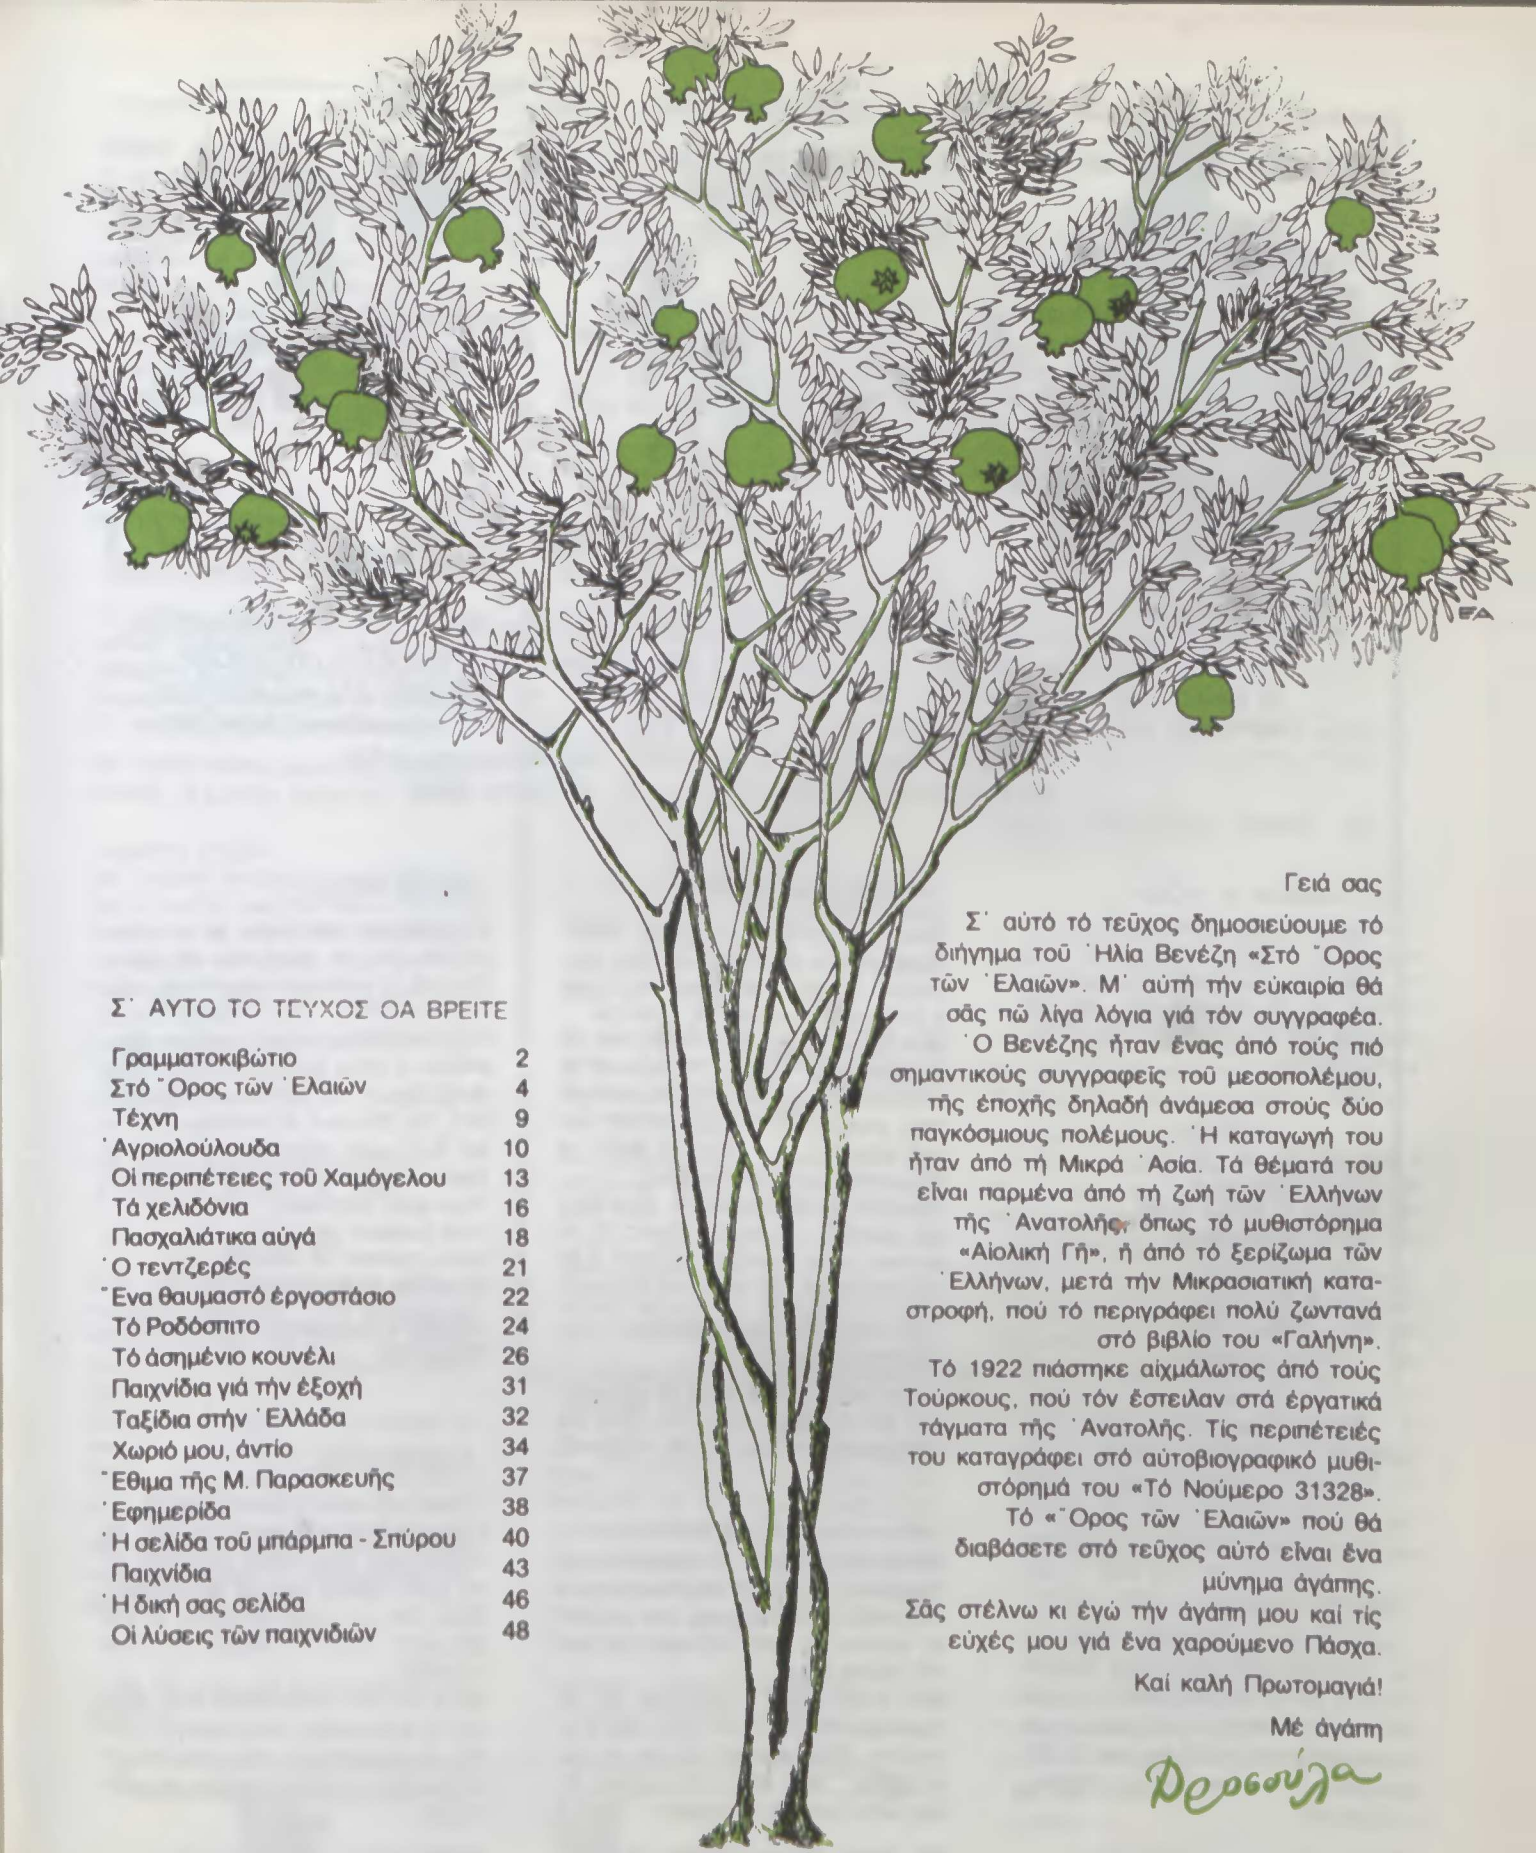 Σ᾽ ΑΥΤΟ ΤΟ ΤΕΥΧΟΣ ΘΑ ΒΡΕΙΤΕ
Γραμματοκιβώτιο 2
Στό Ὄρος τῶν Ἐλαιῶν 4
Τέχνη 9
Ἀγριολούλουδα 10
Οἱ περιπέτειες τοῦ Χαμόγελου 13
Τά χελιδόνια 16
Πασχαλιάτικα αὐγά 18
Ὁ τεντζερές 21
Ἕνα θαυμαστό ἐργοστάσιο 22
Τό Ροδόσπιτο 24
Τό ἀσημένιο κουνέλι 26
Παιχνίδια γιά τήν ἐξοχή 31
Ταξίδια στήν Ἑλλάδα 32
Χωριό μου, ἀντίο 34
Ἔθιμα τῆς Μ. Παρασκευῆς 37
Ἐφημερίδα 38
Ἡ σελίδα τοῦ μπάρμπα - Σπύρου 40
Παιχνίδια 43
Ἡ δική σας σελίδα 46
Οἱ λύσεις τῶν παιχνιδιῶν 48
Γειά σας
Σ᾽ αὐτό τό τεῦχος δημοσιεύουμε τό
διήγημα τοῦ Ἠλία Βενέζη «Στό Ὄρος
τῶν Ἐλαιῶν». Μ᾽ αὐτή τήν εὐκαιρία θά
σᾶς πῶ λίγα λόγια γιά τόν συγγραφέα.
Ὁ Βενέζης ἦταν ἕνας ἀπό τούς πιό
σημαντικούς συγγραφεῖς τοῦ μεσοπολέμου,
τῆς ἐποχῆς δηλαδή ἀνάμεσα στούς δύο
παγκόσμιους πολέμους. Ἡ καταγωγή του
ἦταν ἀπό τή Μικρά Ἀσία. Τά θέματά του
εἶναι παρμένα ἀπό τή ζωή τῶν Ἑλλήνων
τῆς Ἀνατολῆς, ὅπως τό μυθιστόρημα
«Αἰολική Γῆ», ἤ ἀπό τό ξερίζωμα τῶν
Ἑλλήνων, μετά τήν Μικρασιατική κατα-
στροφή, πού τό περιγράφει πολύ ζωντανά
στό βιβλίο του «Γαλήνη».
Τό 1922 πιάστηκε αἰχμάλωτος ἀπό τούς
Τούρκους, πού τόν ἔστειλαν στά ἐργατικά
τάγματα τῆς Ἀνατολῆς. Τίς περιπέτειές
του καταγράφει στό αὐτοβιογραφικό μυθι-
στόρημά του «Τό Νούμερο 31328».
Τό «Ὄρος τῶν Ἐλαιῶν» πού θά
διαβάσετε στό τεῦχος αὐτό εἶναι ἕνα
μύνημα ἀγάπης.
Σᾶς στέλνω κι ἐγώ τήν ἀγάπη μου καί τίς
εὐχές μου γιά ἕνα χαρούμενο Πάσχα.
Καί καλή Πρωτομαγιά!
Μέ ἀγάπη
Δροσούλα